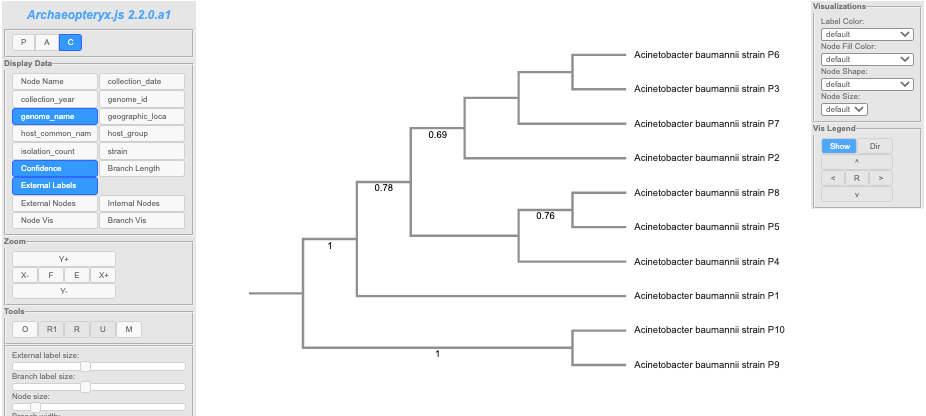 Archaeopteryx.js 2.2.0.a1
P A C
Display Data
Node Name collection_date
collection_year genome_id
genome_name geographic_loca
host_common_nam host_group
isolation_count strain
Confidence Branch Length
External Labels
External Nodes Internal Nodes
Node Vis Branch Vis
Zoom
Y+
X- F E X+
Y-
Tools
O R1 R U M
External label size:
Branch label size:
Node size:
Branch width:
Acinetobacter baumannii strain P6
Acinetobacter baumannii strain P3
Acinetobacter baumannii strain P7
0.69
Acinetobacter baumannii strain P2
0.78
Acinetobacter baumannii strain P8
0.76
Acinetobacter baumannii strain P5
1
Acinetobacter baumannii strain P4
Acinetobacter baumannii strain P1
Acinetobacter baumannii strain P10
1
Acinetobacter baumannii strain P9
Visualizations
Label Color:
default
Node Fill Color:
default
Node Shape:
default
Node Size:
default
Vis Legend
Show Dir
^
< R >
v